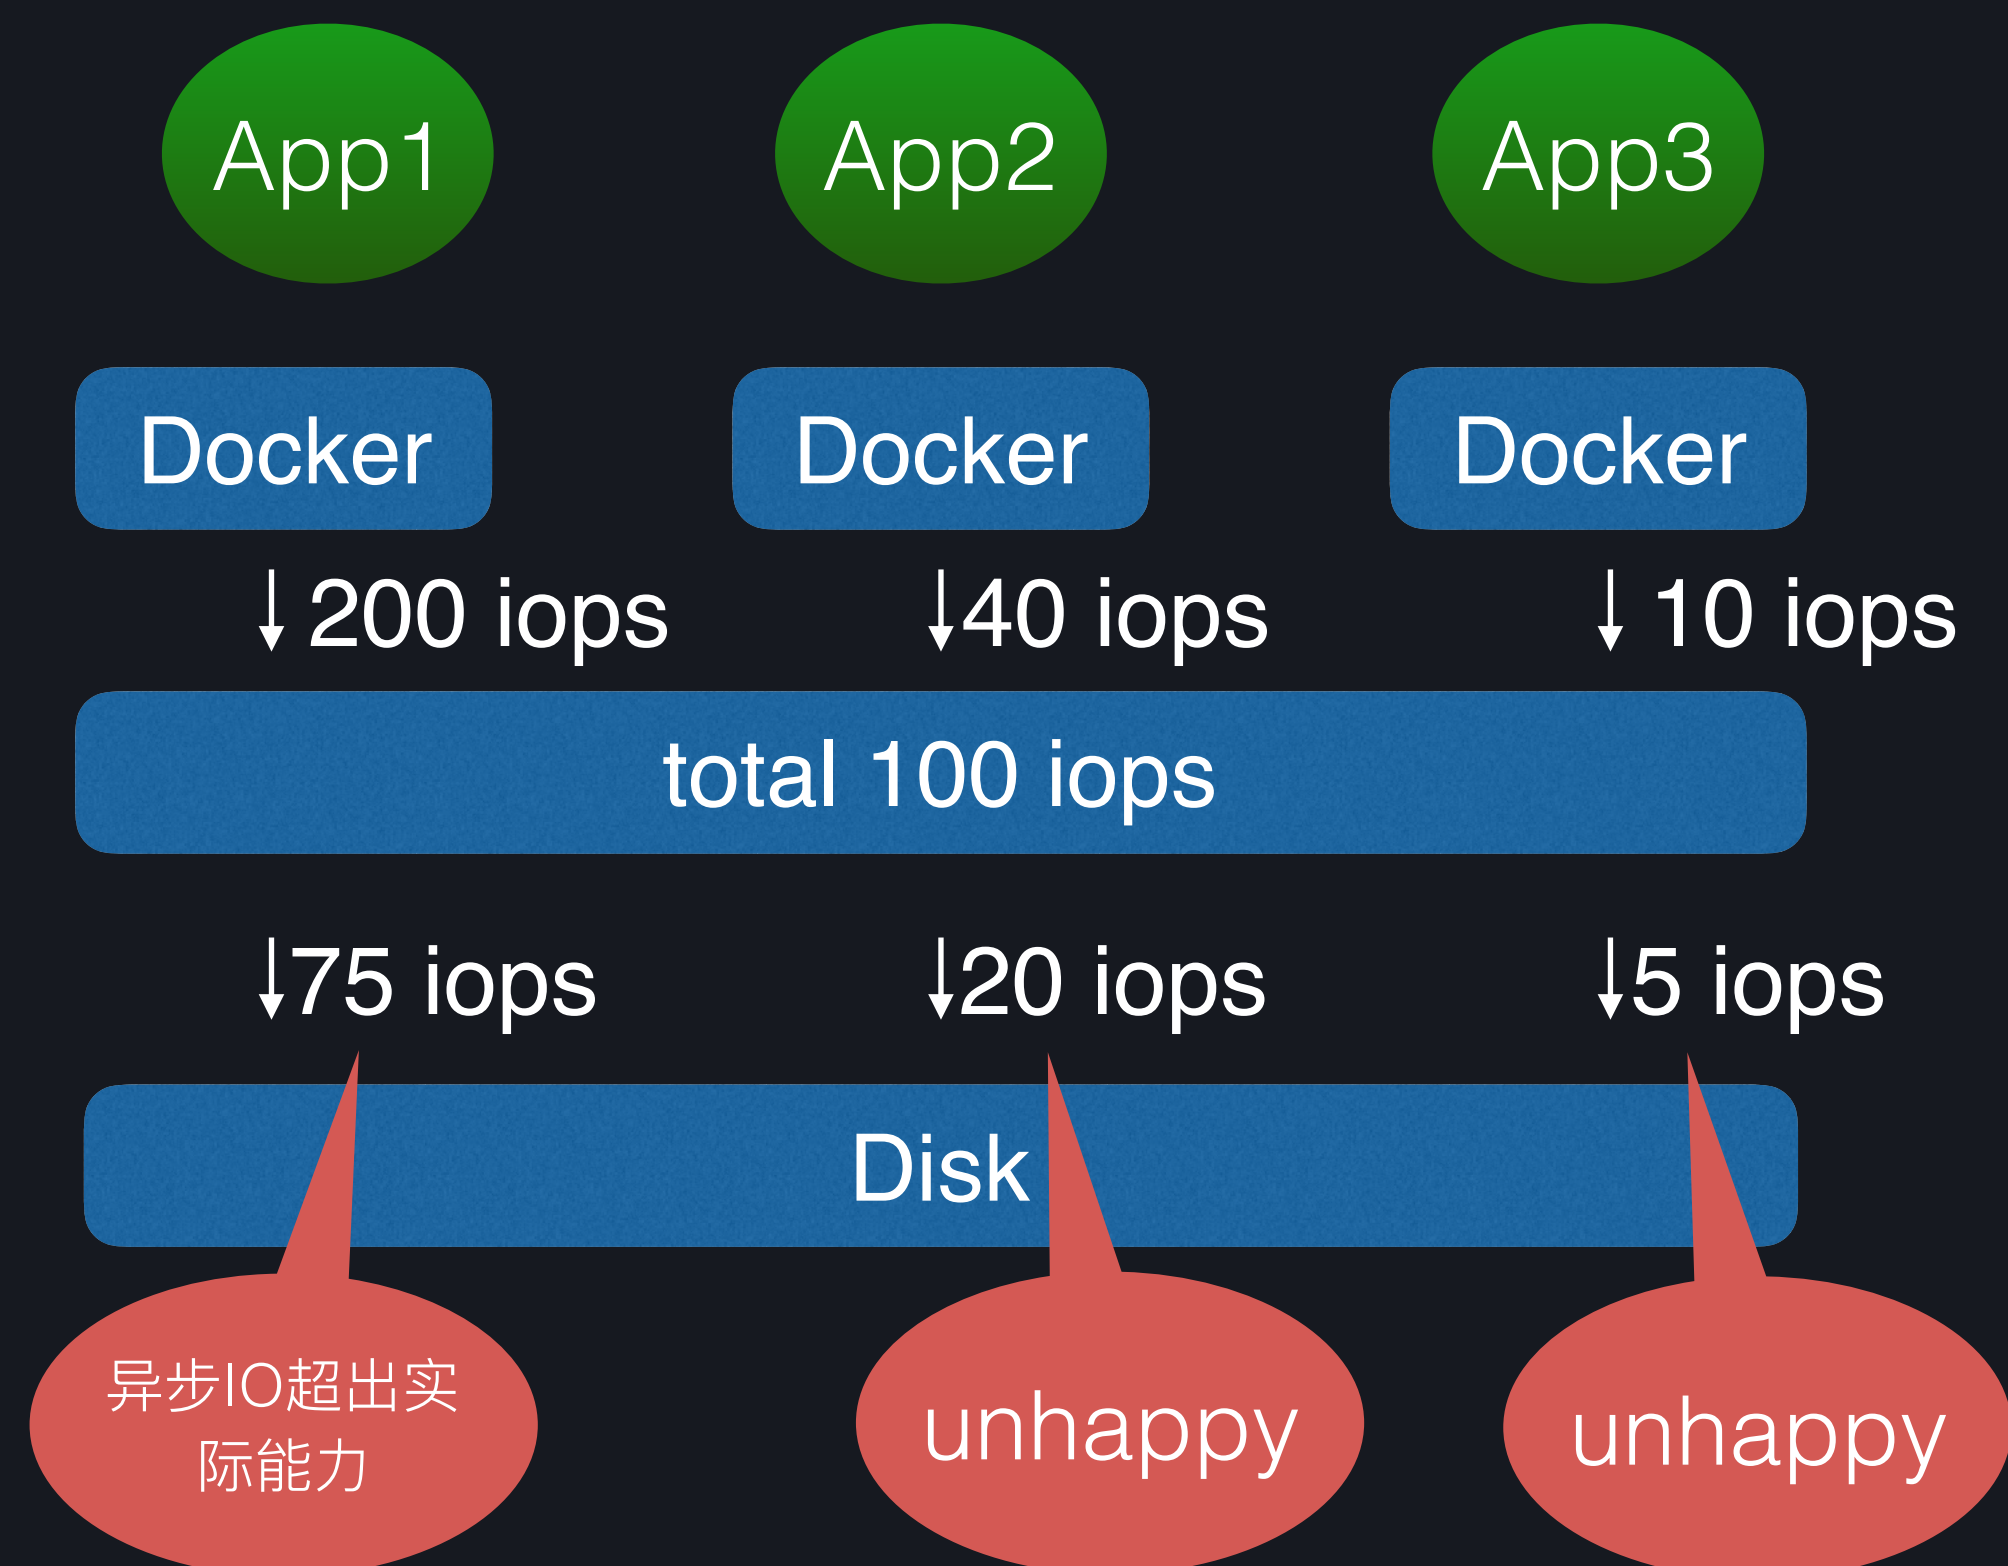 App1
App2
App3
Docker
Docker
Docker
200 iops
40 iops
10 iops
total 100 iops
75 iops
20 iops
5 iops
Disk
异步IO超出实
际能力
unhappy
unhappy